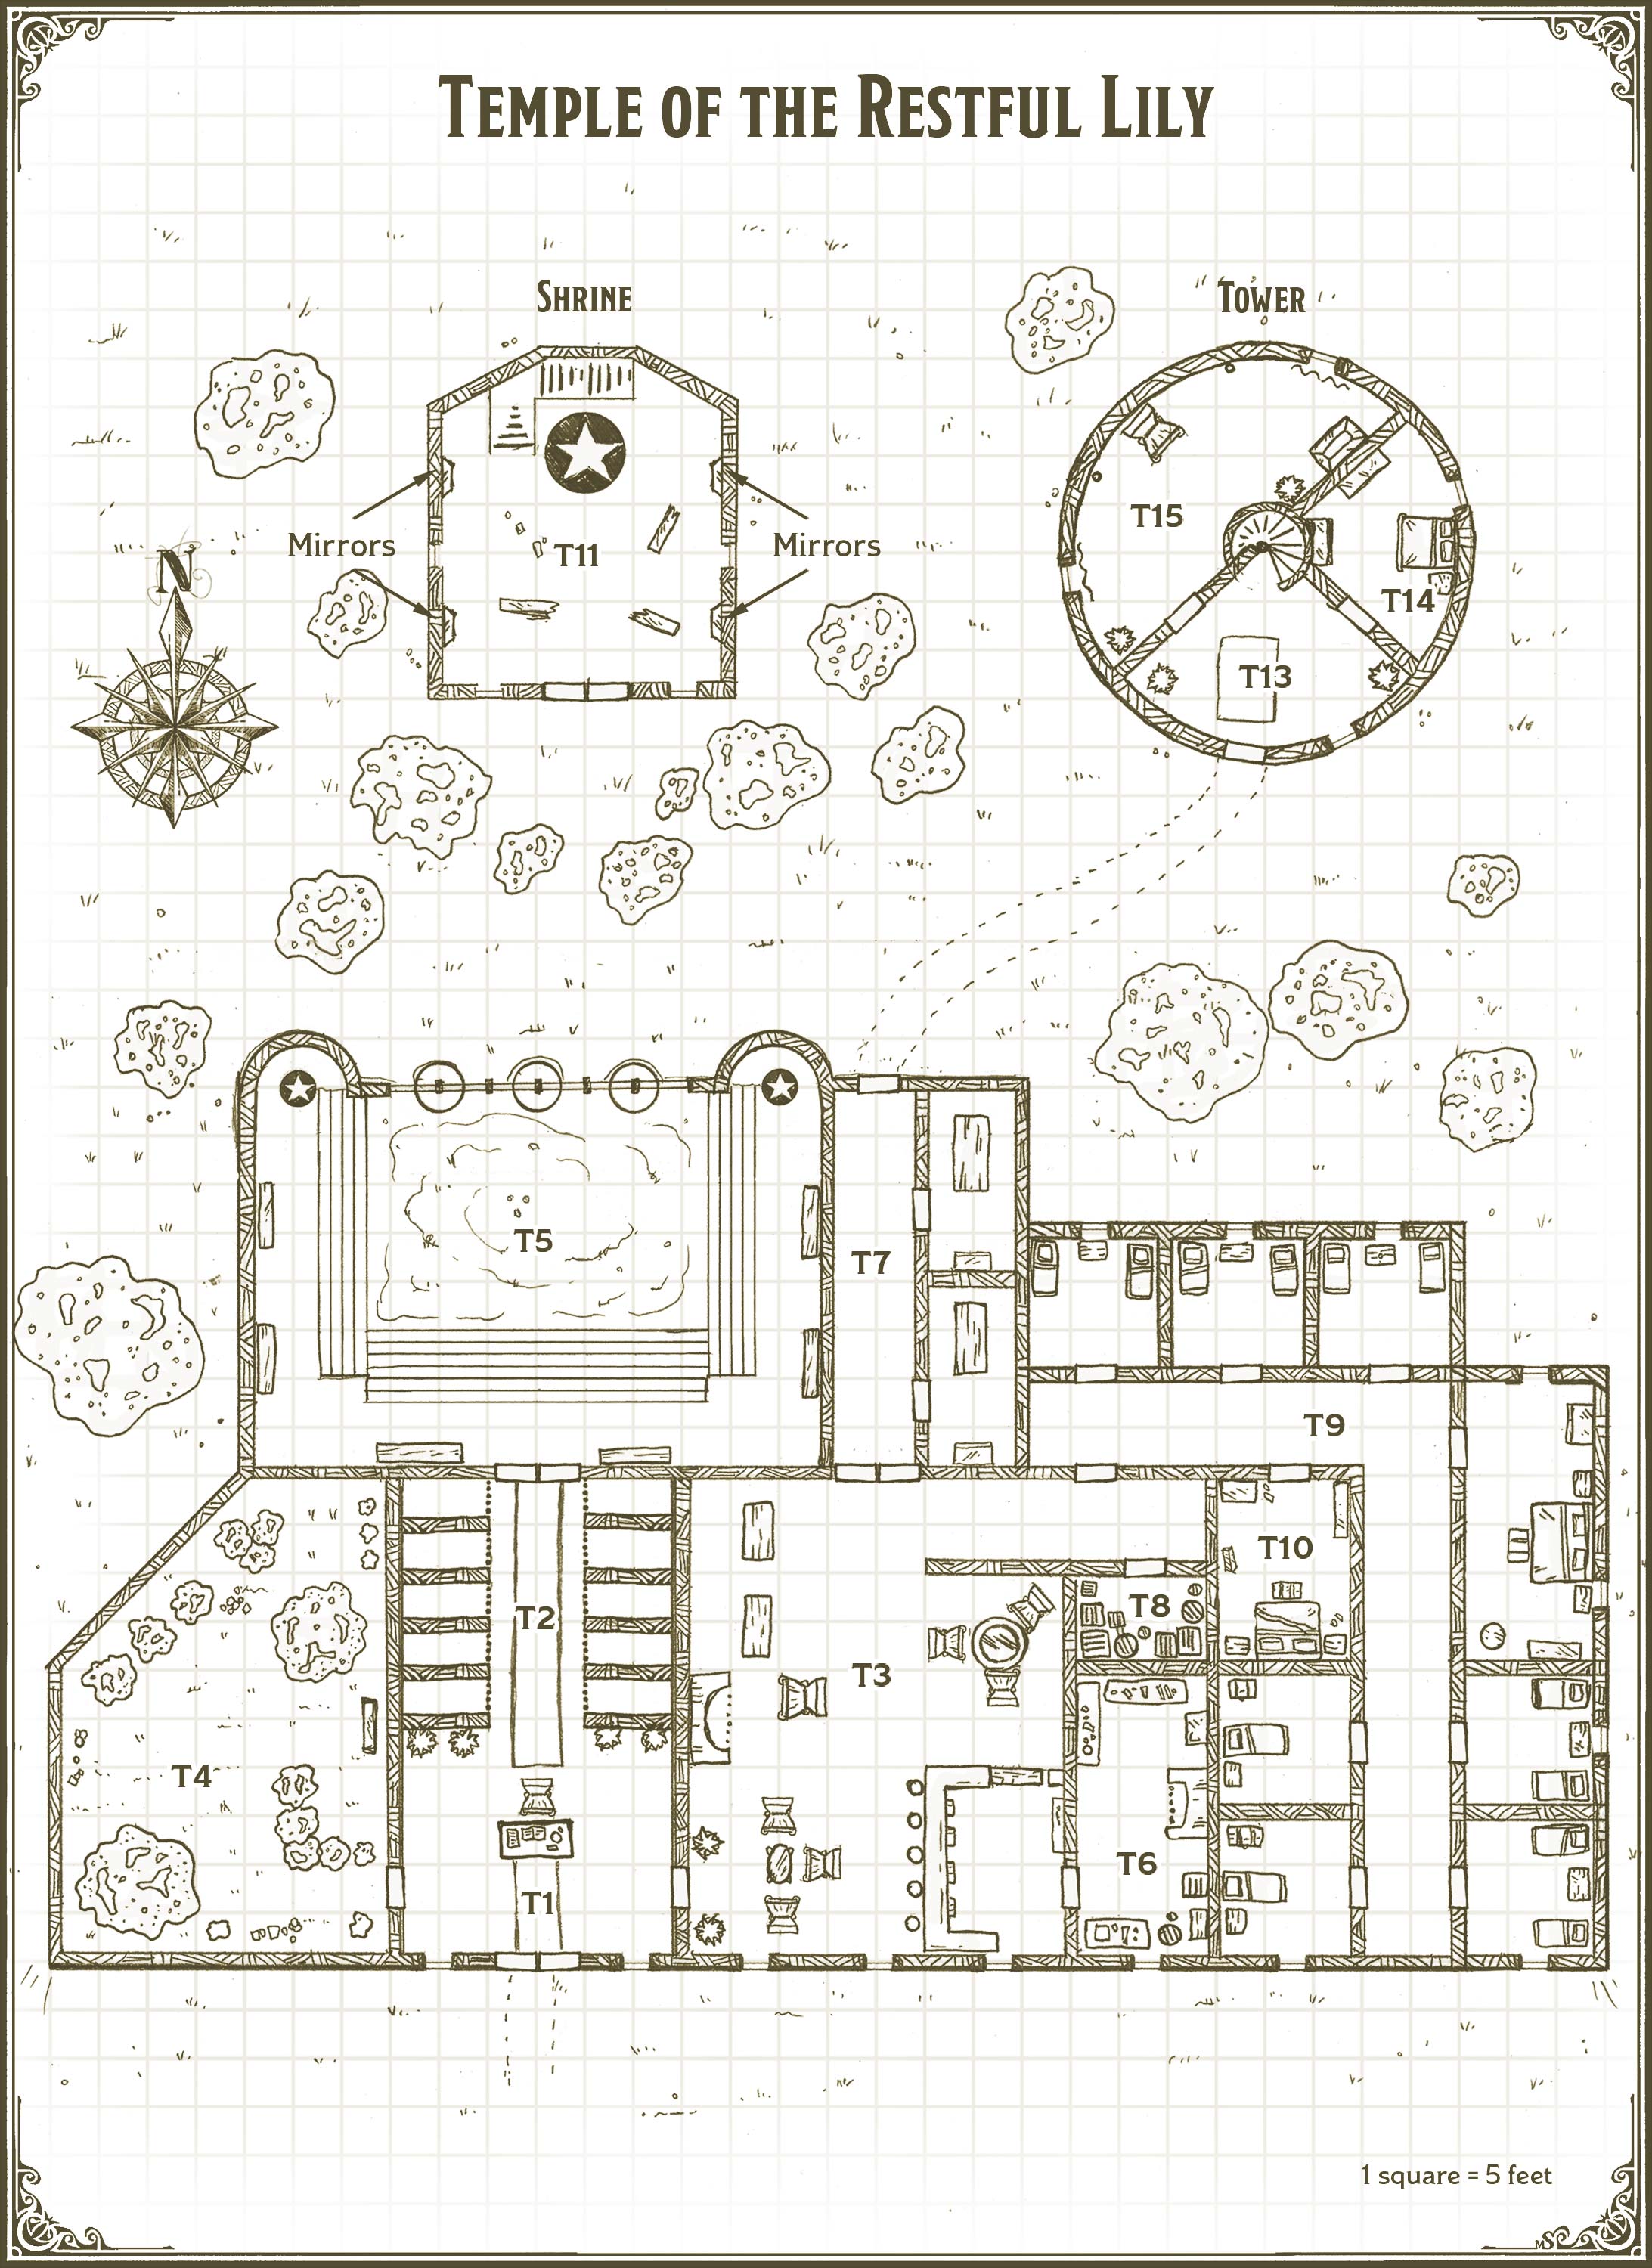 TEMPLE OF THE RESTFUL LILY
SHRINE
TOWER
T15
Mirrors
T11
Mirrors
N
T14
T13
T5
T7
T9
T10
T2
T8
T3
T4
T6
T1
1 square = 5 feet
MS